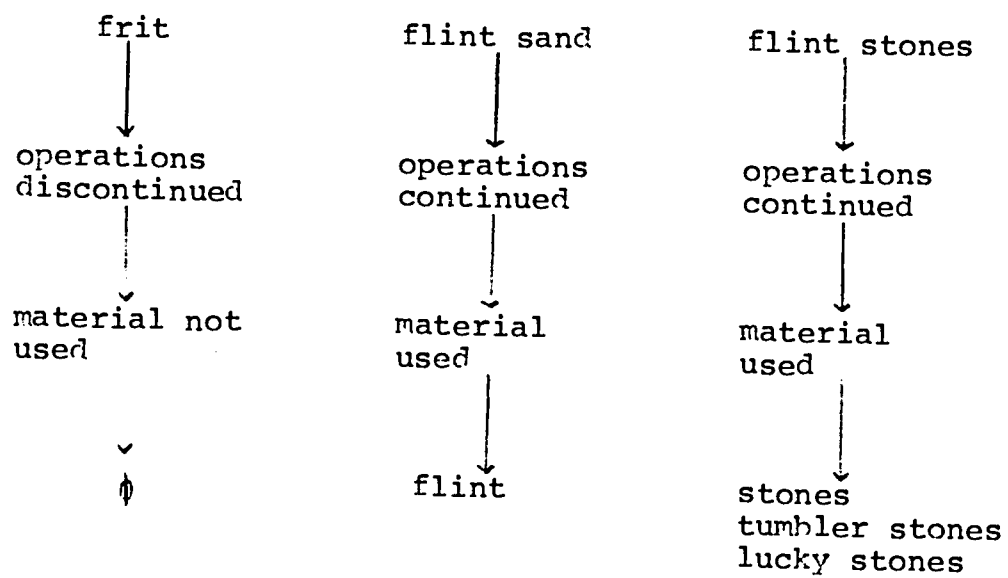 frit
operations
discontinued
material not
used
ϕ
flint sand
operations
continued
material
used
flint
flint stones
operations
continued
material
used
stones
tumbler stones
lucky stones